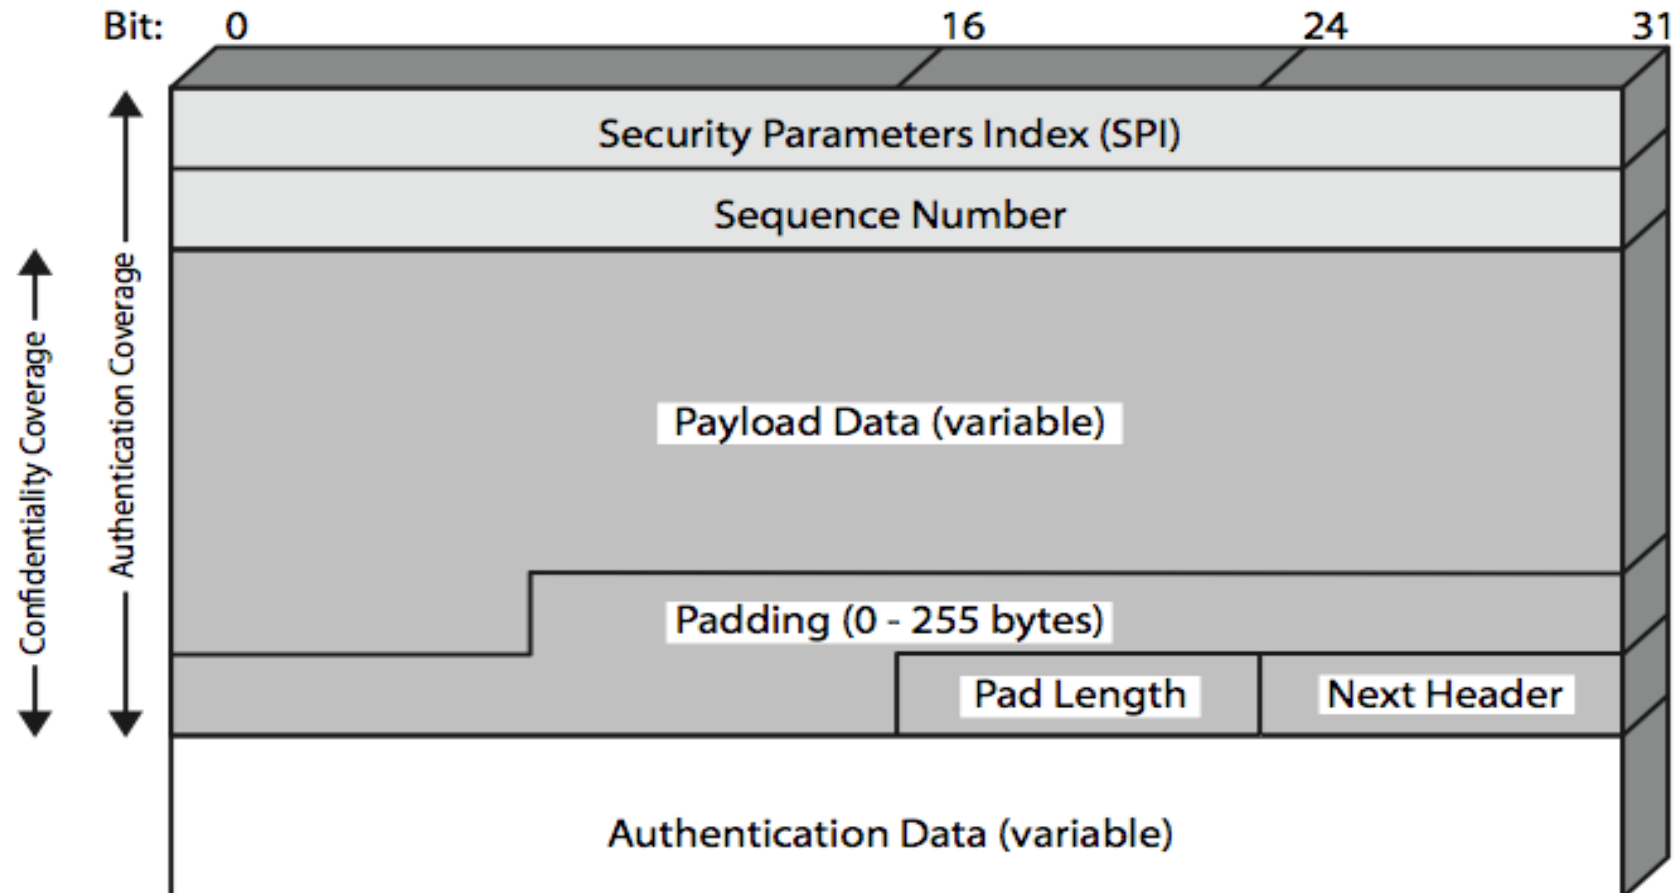 Bit: 0 16 24 31
Security Parameters Index (SPI)
Sequence Number
Confidentiality Coverage
Authentication Coverage
Payload Data (variable)
Padding (0 - 255 bytes)
Pad Length Next Header
Authentication Data (variable)